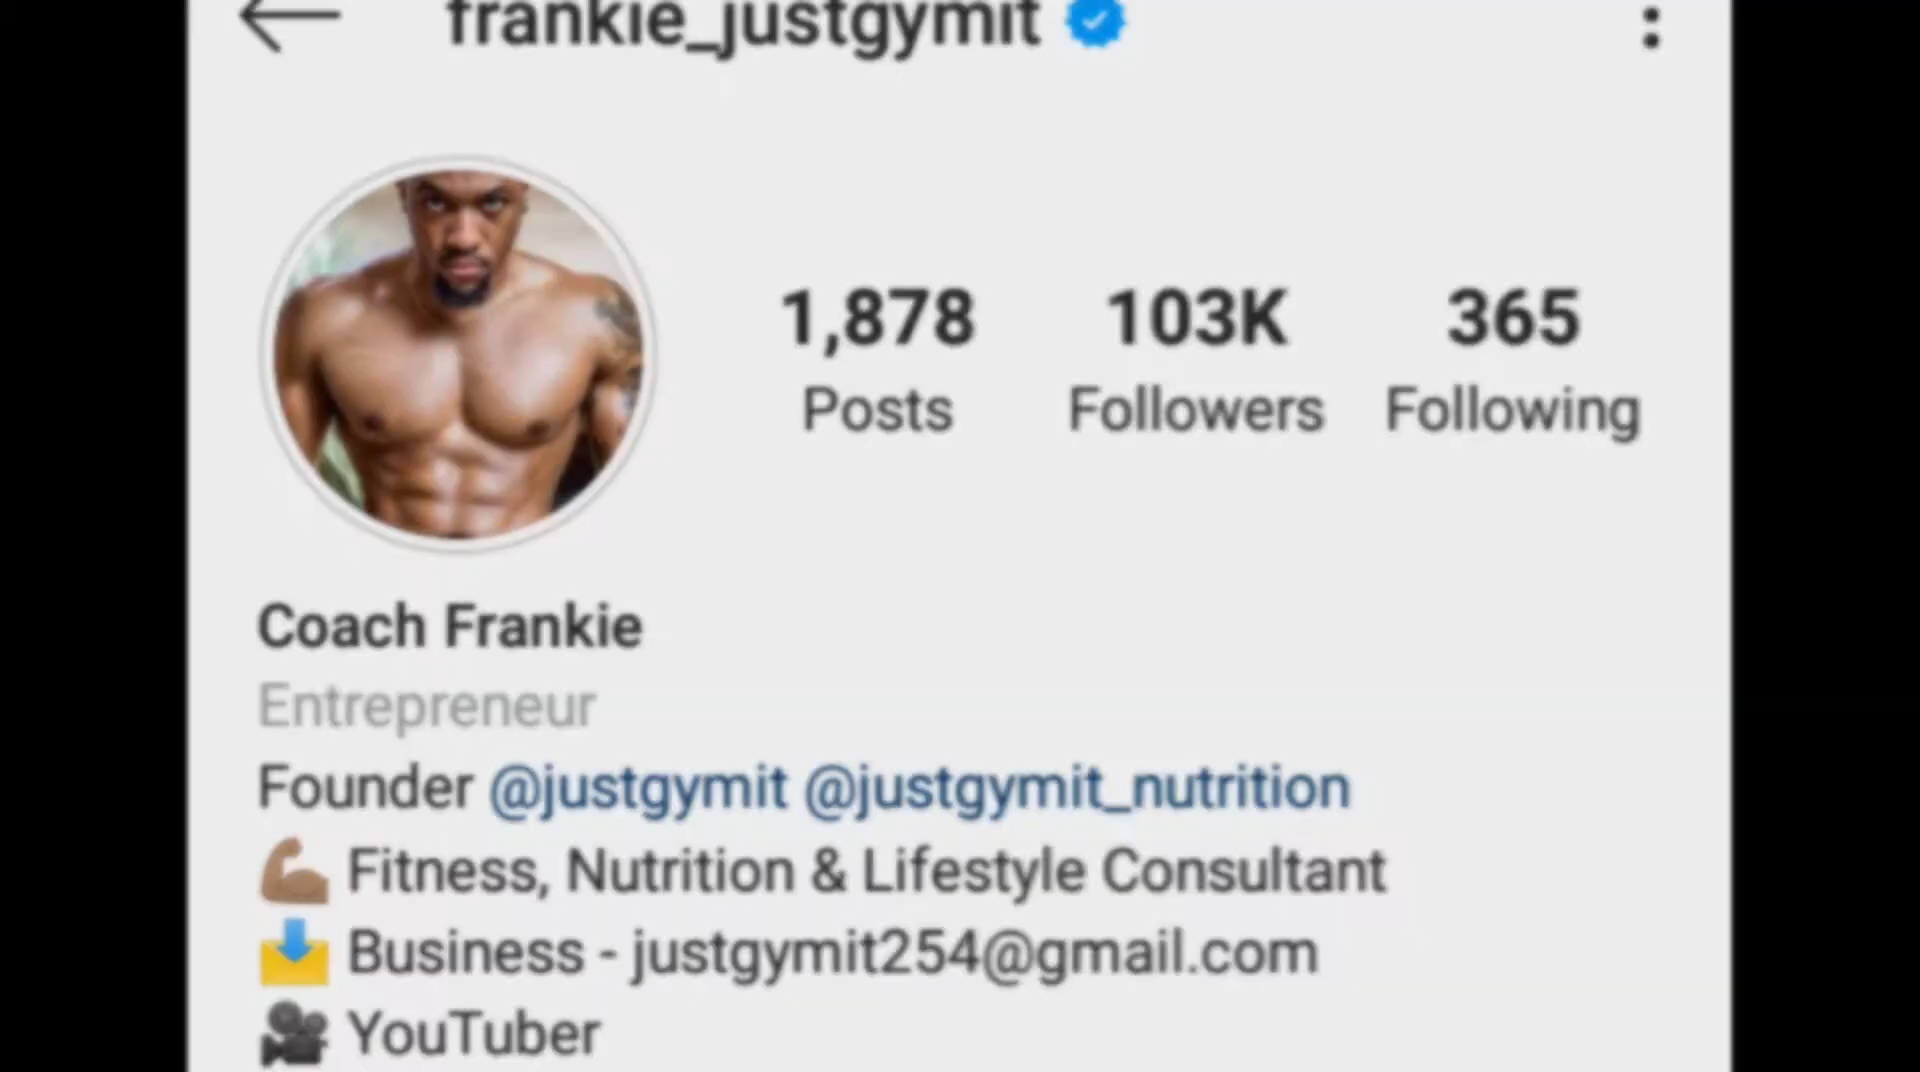 frankie_justgymit
1,878 103K 365
Posts Followers Following
Coach Frankie
Entrepreneur
Founder @justgymit @justgymit_nutrition
Fitness, Nutrition & Lifestyle Consultant
Business - justgymit254@gmail.com
YouTuber